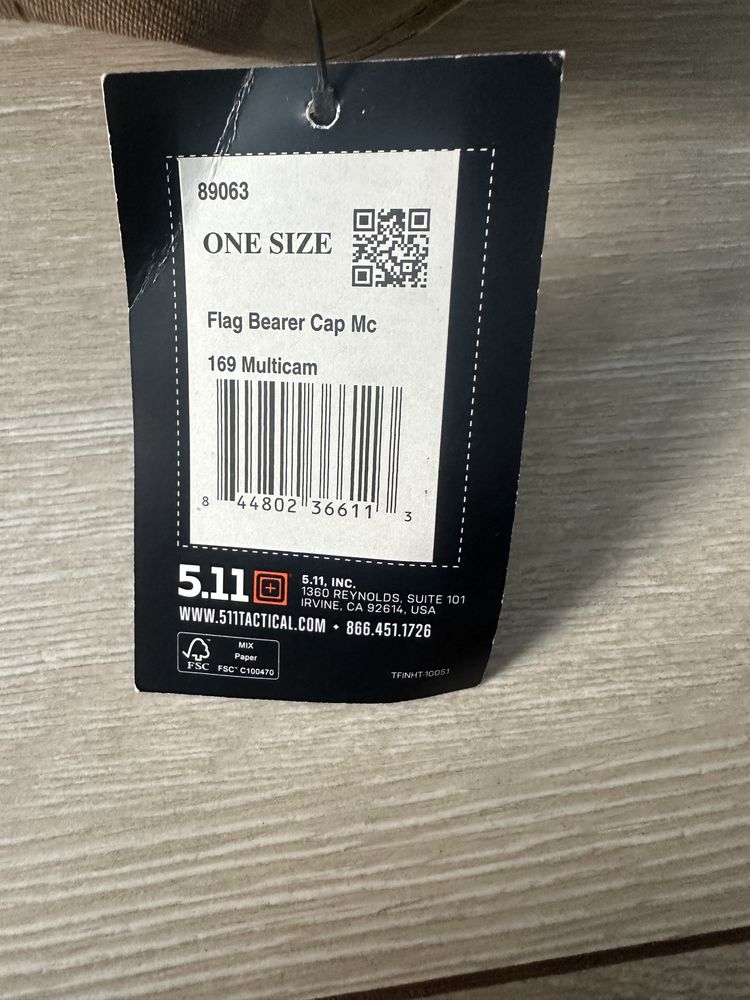 89063
ONE SIZE
Flag Bearer Cap Mc
169 Multicam
8 44802 36611 3
5.11
5.11, INC.
1360 REYNOLDS, SUITE 101
IRVINE, CA 92614, USA
WWW.511TACTICAL.COM • 866.451.1726
FSC
MIX
Paper
FSC™ C100470
TFINHT-10051